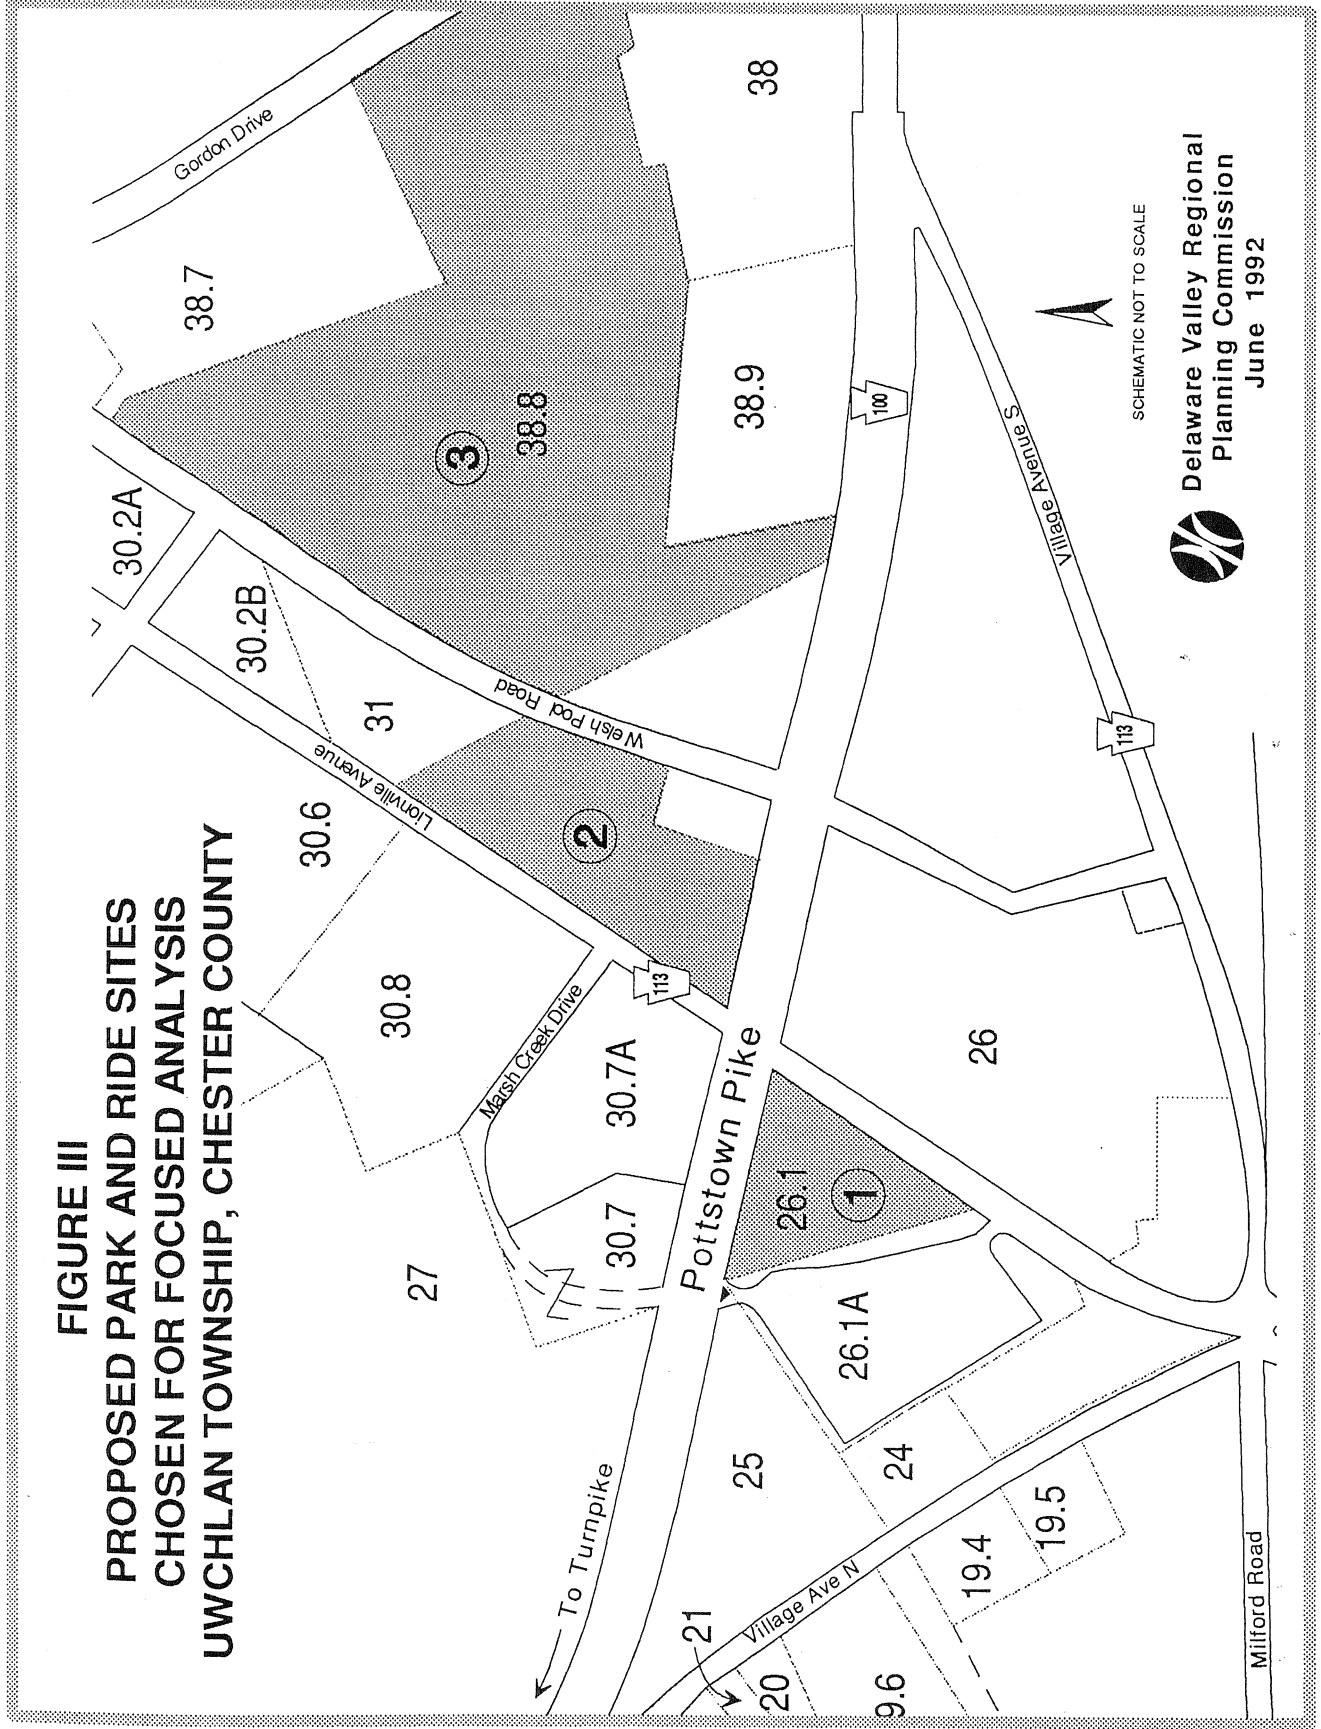 FIGURE III
PROPOSED PARK AND RIDE SITES
CHOSEN FOR FOCUSED ANALYSIS
UWCHLAN TOWNSHIP, CHESTER COUNTY
27
30.8
30.6
30.2B
30.2A
38.7
Gordon Drive
31
Lionville Avenue
Welsh Pool Road
Marsh Creek Drive
30.7
30.7A
113
2
3
38.8
38
38.9
To Turnpike
Pottstown Pike
100
21
20
9.6
Village Ave N
25
24
19.4
19.5
26.1A
26.1
1
26
Village Avenue S
113
Milford Road
SCHEMATIC NOT TO SCALE
Delaware Valley Regional
Planning Commission
June 1992